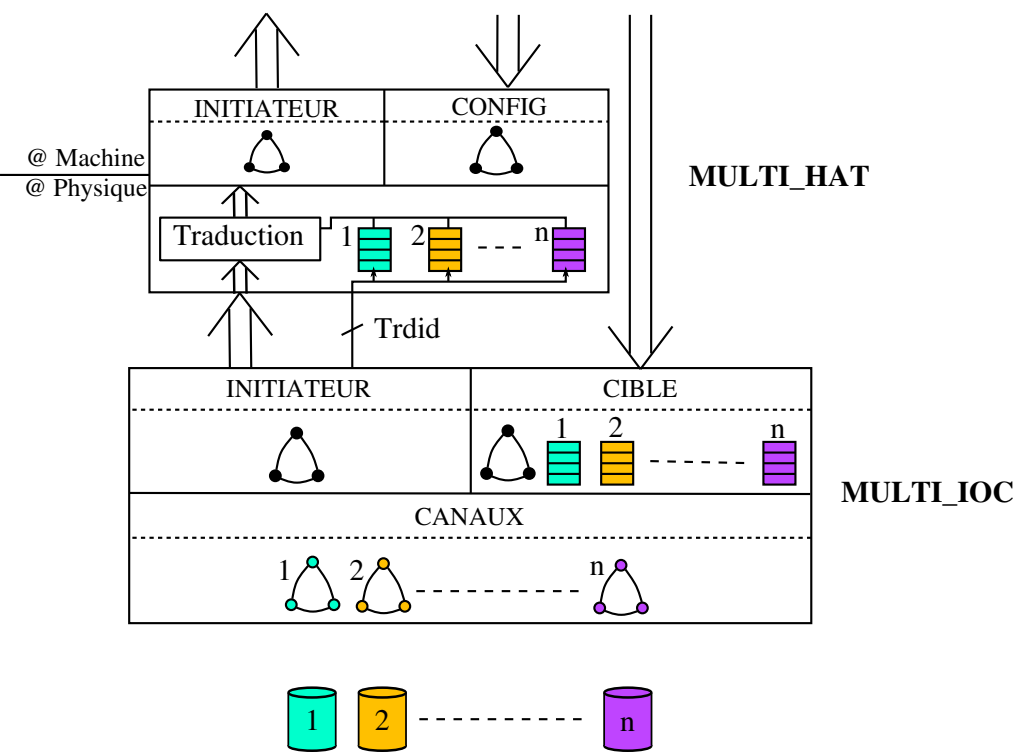 INITIATEUR CONFIG
@ Machine
@ Physique
MULTI_HAT
Traduction 1 2 n
Trdid
INITIATEUR CIBLE
1 2 n
MULTI_IOC
CANAUX
1 2 n
1 2 n